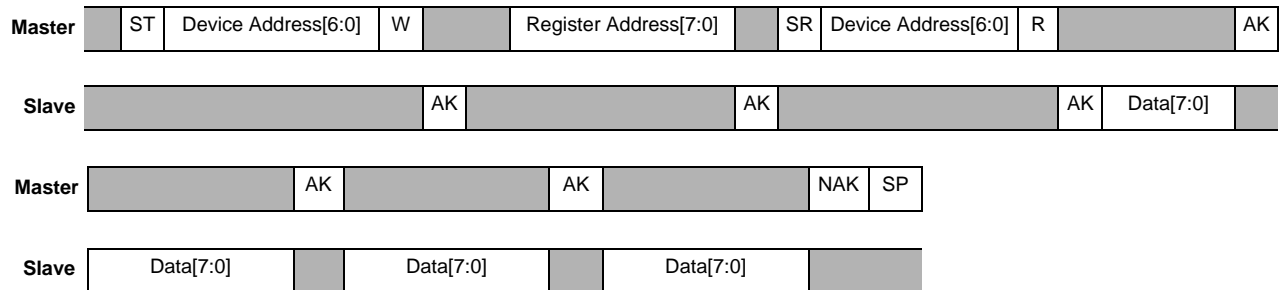 Master ST Device Address[6:0] W Register Address[7:0] SR Device Address[6:0] R AK
Slave AK AK AK Data[7:0]
Master AK AK NAK SP
Slave Data[7:0] Data[7:0] Data[7:0]